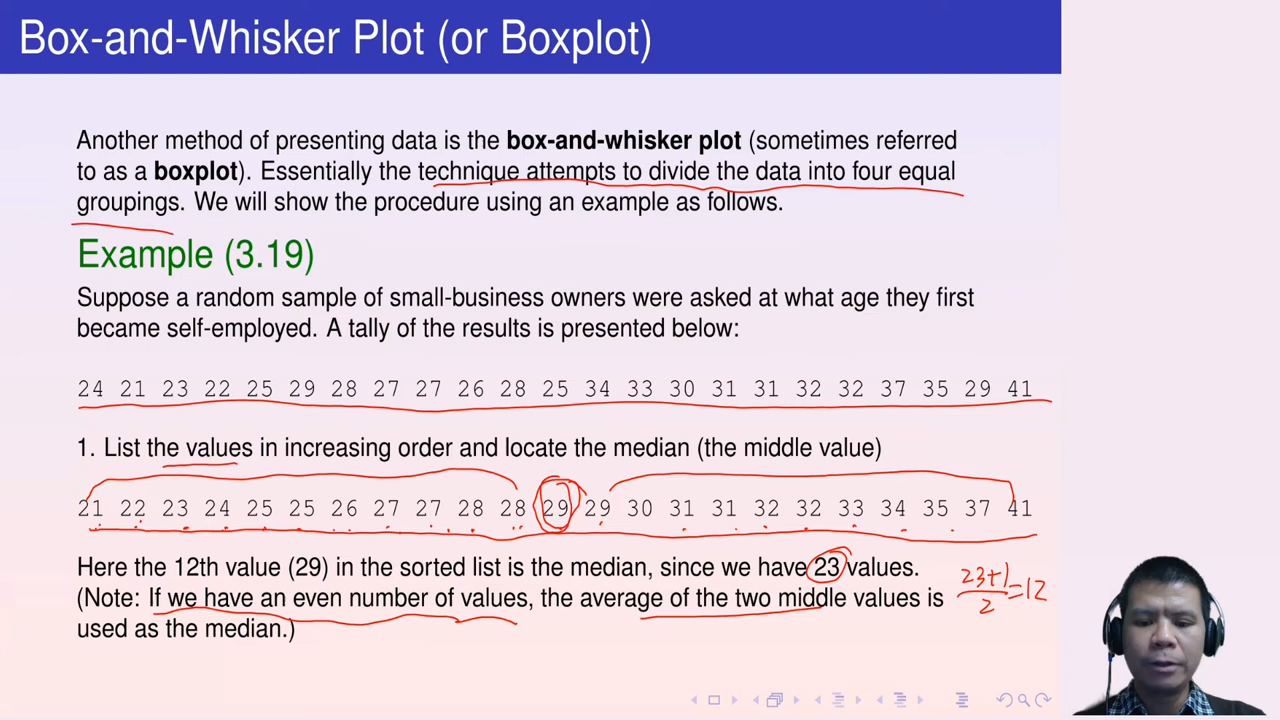 Box-and-Whisker Plot (or Boxplot)
Another method of presenting data is the box-and-whisker plot (sometimes referred
to as a boxplot). Essentially the technique attempts to divide the data into four equal
groupings. We will show the procedure using an example as follows.
Example (3.19)
Suppose a random sample of small-business owners were asked at what age they first
became self-employed. A tally of the results is presented below:
24 21 23 22 25 29 28 27 27 26 28 25 34 33 30 31 31 32 32 37 35 29 41
1. List the values in increasing order and locate the median (the middle value)
21 22 23 24 25 25 26 27 27 28 28 29 29 30 31 31 32 32 33 34 35 37 41
Here the 12th value (29) in the sorted list is the median, since we have 23 values.
(Note: If we have an even number of values, the average of the two middle values is
used as the median.)
23+1
2
=12